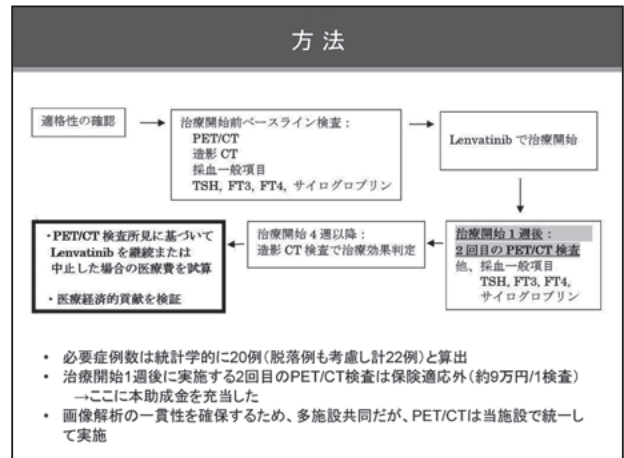 方 法
適格性の確認
治療開始前ベースライン検査：
PET/CT
造影 CT
採血一般項目
TSH, FT3, FT4, サイログロブリン
Lenvatinib で治療開始
治療開始 1 週後：
2 回目の PET/CT 検査
他、採血一般項目
TSH, FT3, FT4,
サイログロブリン
治療開始 4 週以降：
造影 CT 検査で治療効果判定
・PET/CT 検査所見に基づいて
Lenvatinib を継続または
中止した場合の医療費を試算
・医療経済的貢献を検証
• 必要症例数は統計学的に20例（脱落例も考慮し計22例）と算出
• 治療開始1週後に実施する2回目のPET/CT検査は保険適応外（約9万円/1検査）
→ここに本助成金を充当した
• 画像解析の一貫性を確保するため、多施設共同だが、PET/CTは当施設で統一し
て実施